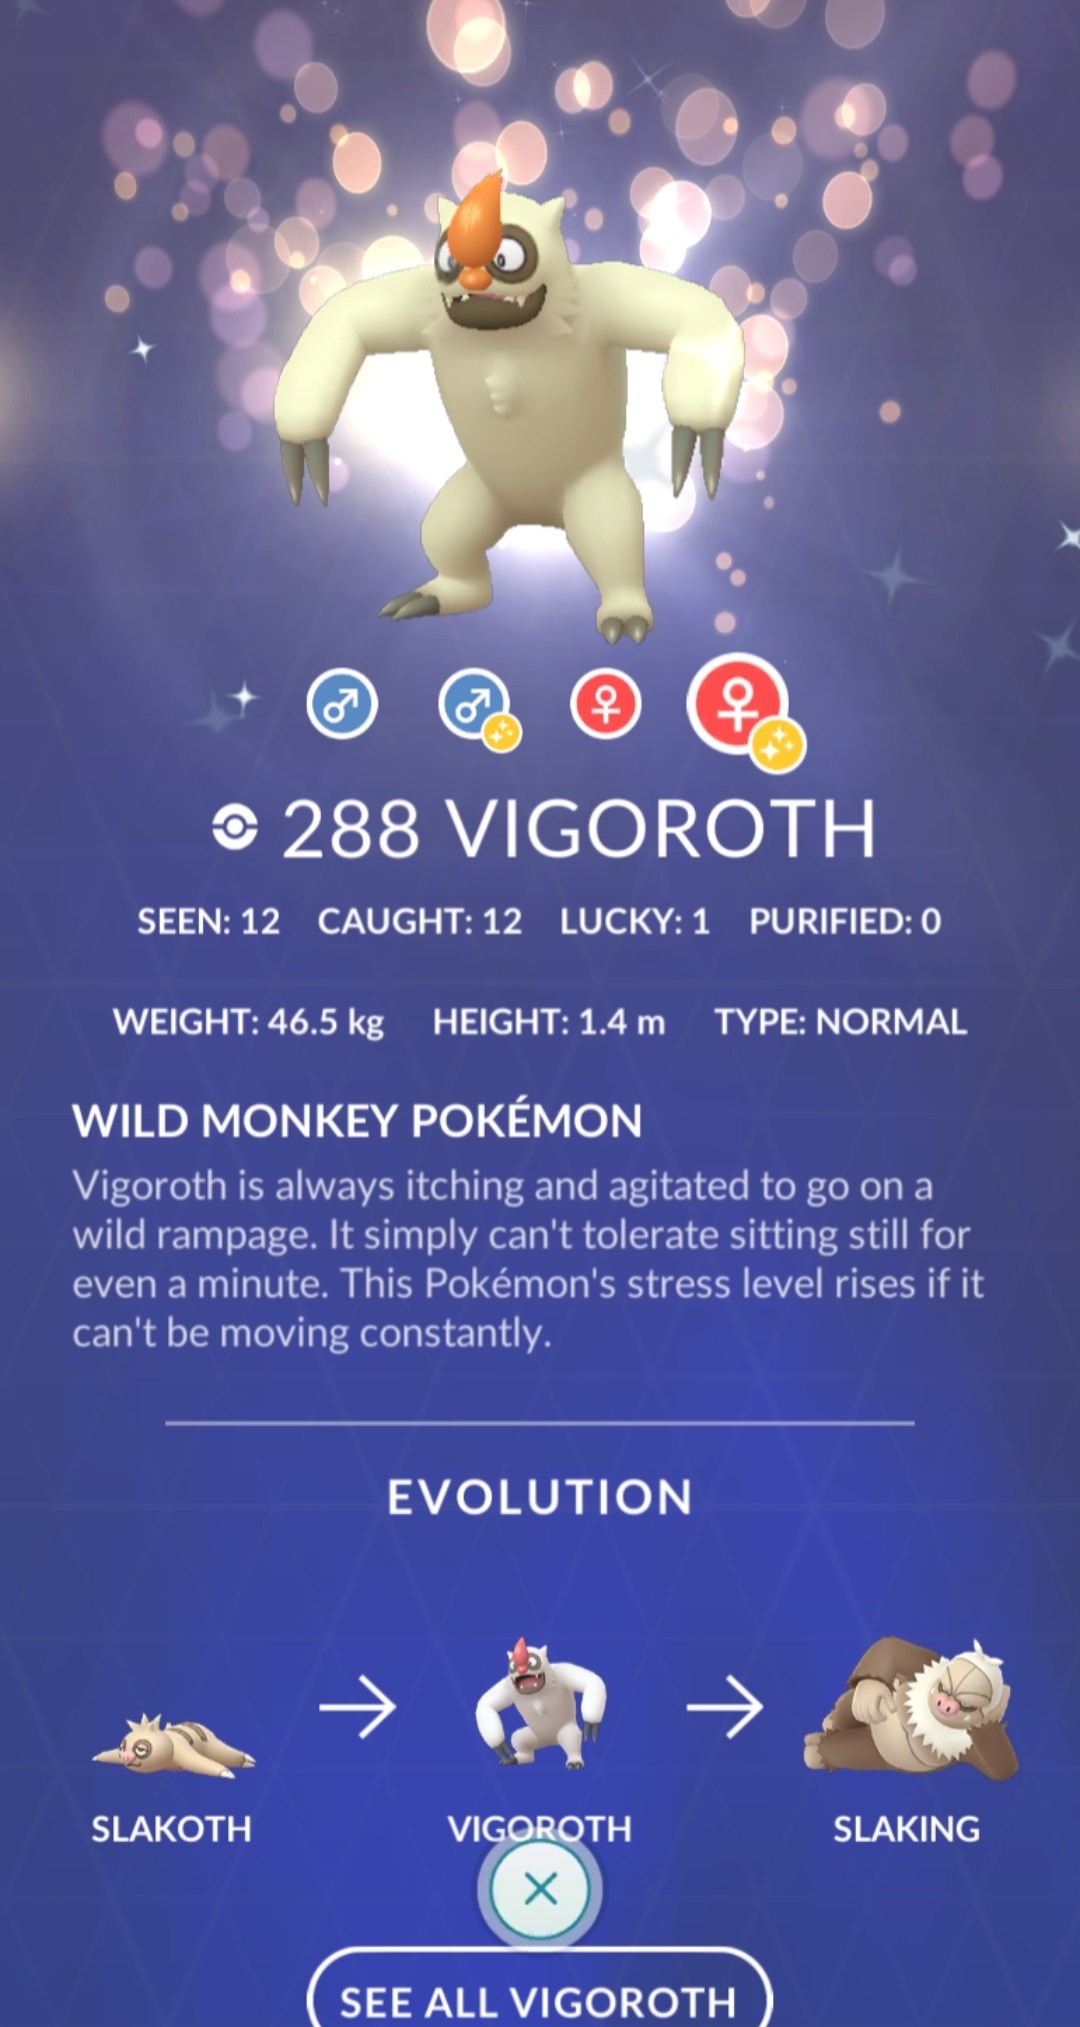 288 VIGOROTH
SEEN: 12 CAUGHT: 12 LUCKY: 1 PURIFIED: 0
WEIGHT: 46.5 kg HEIGHT: 1.4 m TYPE: NORMAL
WILD MONKEY POKÉMON
Vigoroth is always itching and agitated to go on a
wild rampage. It simply can't tolerate sitting still for
even a minute. This Pokémon's stress level rises if it
can't be moving constantly.
EVOLUTION
SLAKOTH VIGOROTH SLAKING
SEE ALL VIGOROTH